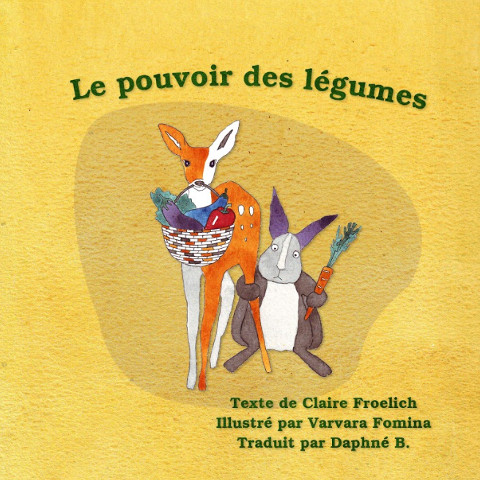 Le pouvoir des légumes
Texte de Claire Froelich
Illustré par Varvara Fomina
Traduit par Daphné B.